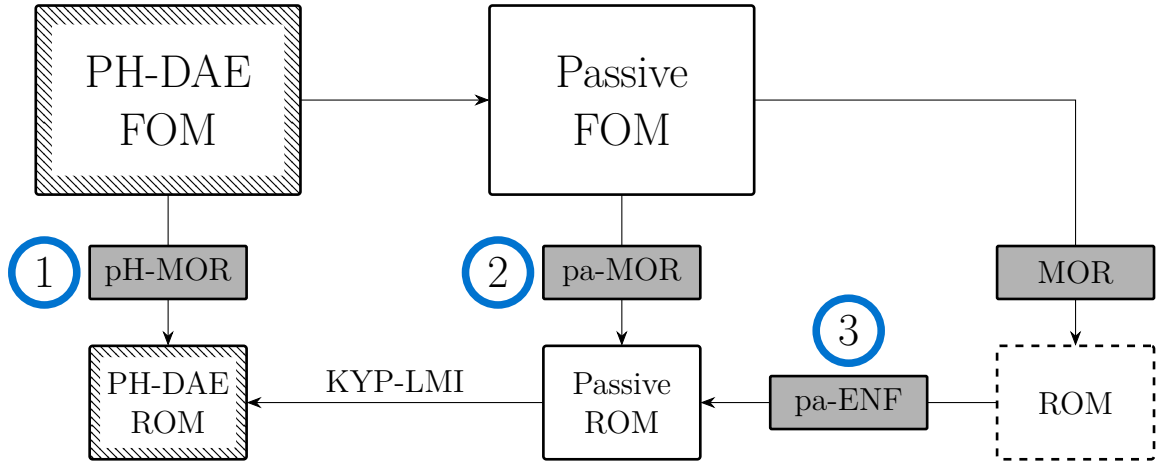 PH-DAE
FOM
Passive
FOM
1
pH-MOR
2
pa-MOR
MOR
3
PH-DAE
ROM
KYP-LMI
Passive
ROM
pa-ENF
ROM